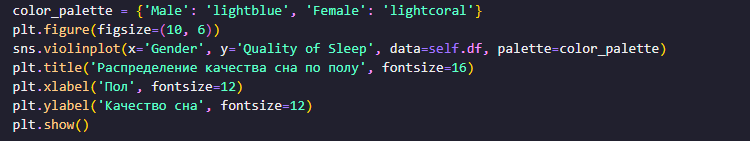 color_palette = {'Male': 'lightblue', 'Female': 'lightcoral'}
plt.figure(figsize=(10, 6))
sns.violinplot(x='Gender', y='Quality of Sleep', data=self.df, palette=color_palette)
plt.title('Распределение качества сна по полу', fontsize=16)
plt.xlabel('Пол', fontsize=12)
plt.ylabel('Качество сна', fontsize=12)
plt.show()